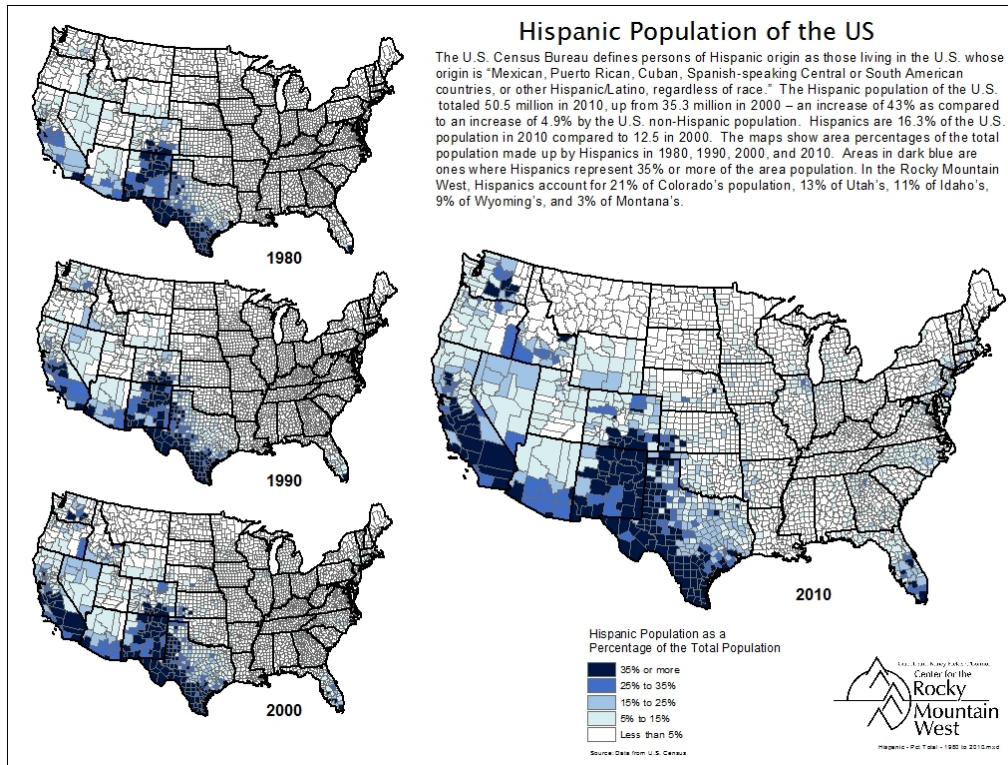 Hispanic Population of the US
The U.S. Census Bureau defines persons of Hispanic origin as those living in the U.S. whose
origin is “Mexican, Puerto Rican, Cuban, Spanish-speaking Central or South American
countries, or other Hispanic/Latino, regardless of race.” The Hispanic population of the U.S.
totaled 50.5 million in 2010, up from 35.3 million in 2000 – an increase of 43% as compared
to an increase of 4.9% by the U.S. non-Hispanic population. Hispanics are 16.3% of the U.S.
population in 2010 compared to 12.5 in 2000. The maps show area percentages of the total
population made up by Hispanics in 1980, 1990, 2000, and 2010. Areas in dark blue are
ones where Hispanics represent 35% or more of the area population. In the Rocky Mountain
West, Hispanics account for 21% of Colorado’s population, 13% of Utah’s, 11% of Idaho’s,
9% of Wyoming’s, and 3% of Montana’s.
1980
1990
2000
2010
Hispanic Population as a
Percentage of the Total Population
35% or more
25% to 35%
15% to 25%
5% to 15%
Less than 5%
Source: Data from U.S. Census
Center for the
Rocky
Mountain
West
Hispanic - Pct Total - 1980 to 2010.mxd